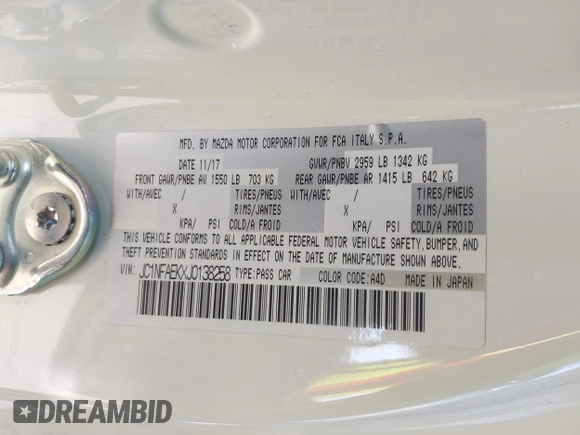 MFD. BY MAZDA MOTOR CORPORATION FOR FCA ITALY S.P.A.
DATE 11/17 GVWR/PNBV 2959 LB 1342 KG
FRONT GAWR/PNBE AV 1550 LB 703 KG REAR GAWR/PNBE AR 1415 LB 642 KG
WITH/AVEC / TIRES/PNEUS WITH/AVEC / TIRES/PNEUS
X RIMS/JANTES X RIMS/JANTES
KPA/ PSI COLD/A FROID KPA/ PSI COLD/A FROID
THIS VEHICLE CONFORMS TO ALL APPLICABLE FEDERAL MOTOR VEHICLE SAFETY, BUMPER, AND
THEFT PREVENTION STANDARDS IN EFFECT ON THE DATE OF MANUFACTURE SHOWN ABOVE.
VIN: JC1NFAEKXJ0138258 TYPE: PASS CAR COLOR CODE: A4D MADE IN JAPAN
DREAMBID